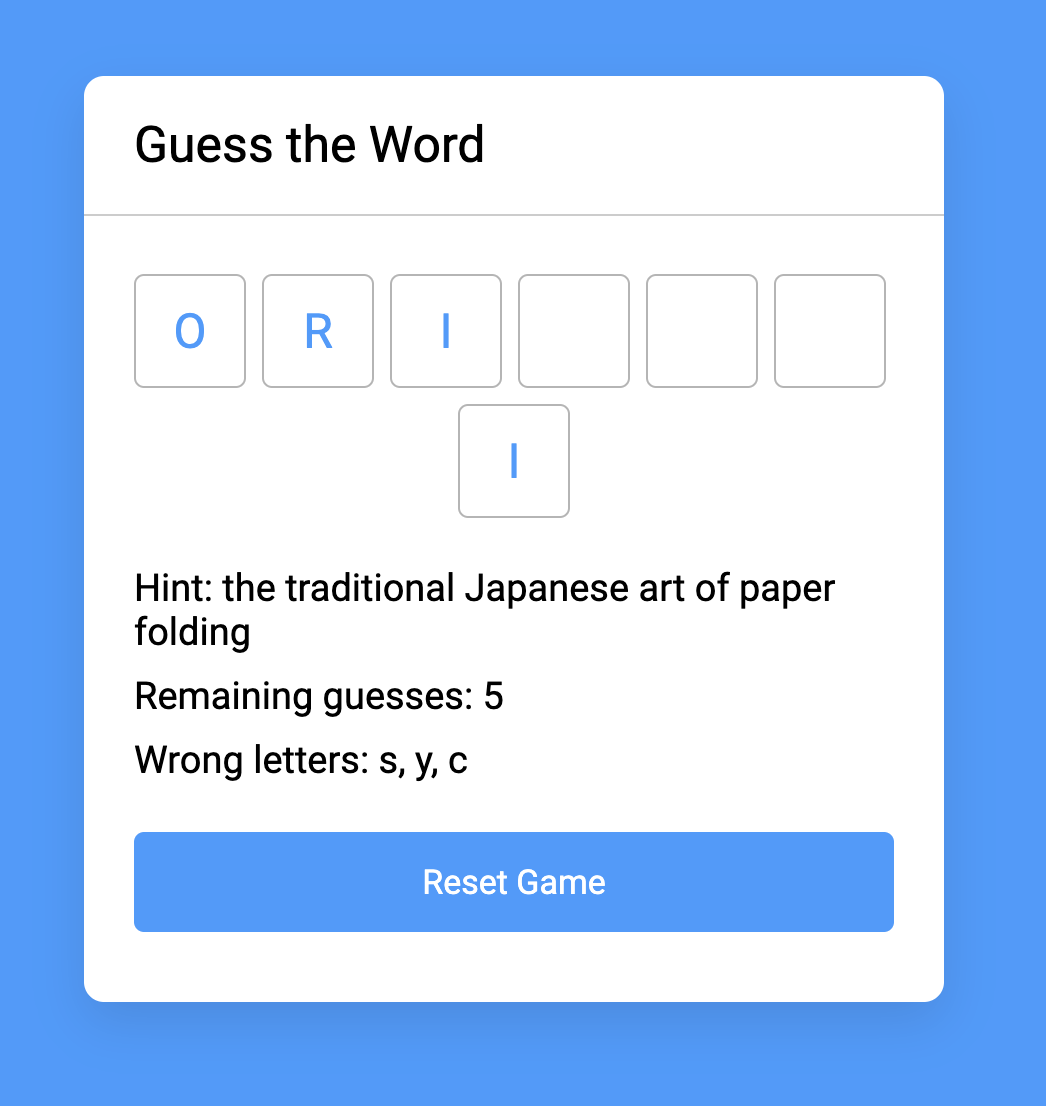 Guess the Word
O R I
I
Hint: the traditional Japanese art of paper
folding
Remaining guesses: 5
Wrong letters: s, y, c
Reset Game